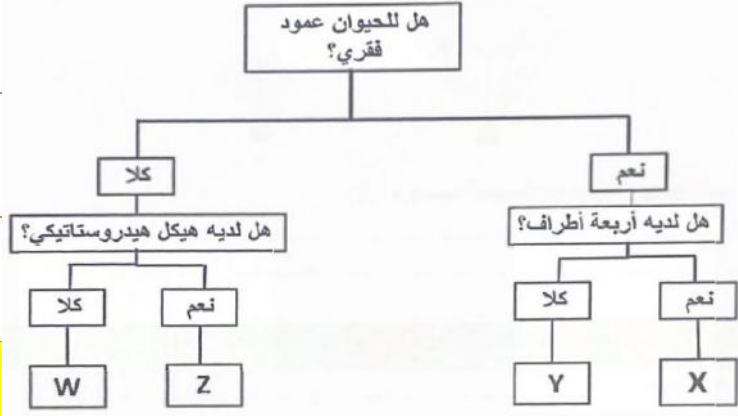 هل للحيوان عمود
فقري؟
نعم
كلا
هل لديه أربعة أطراف؟
هل لديه هيكل هيدروستاتيكي؟
نعم
كلا
نعم
كلا
X
Y
Z
W